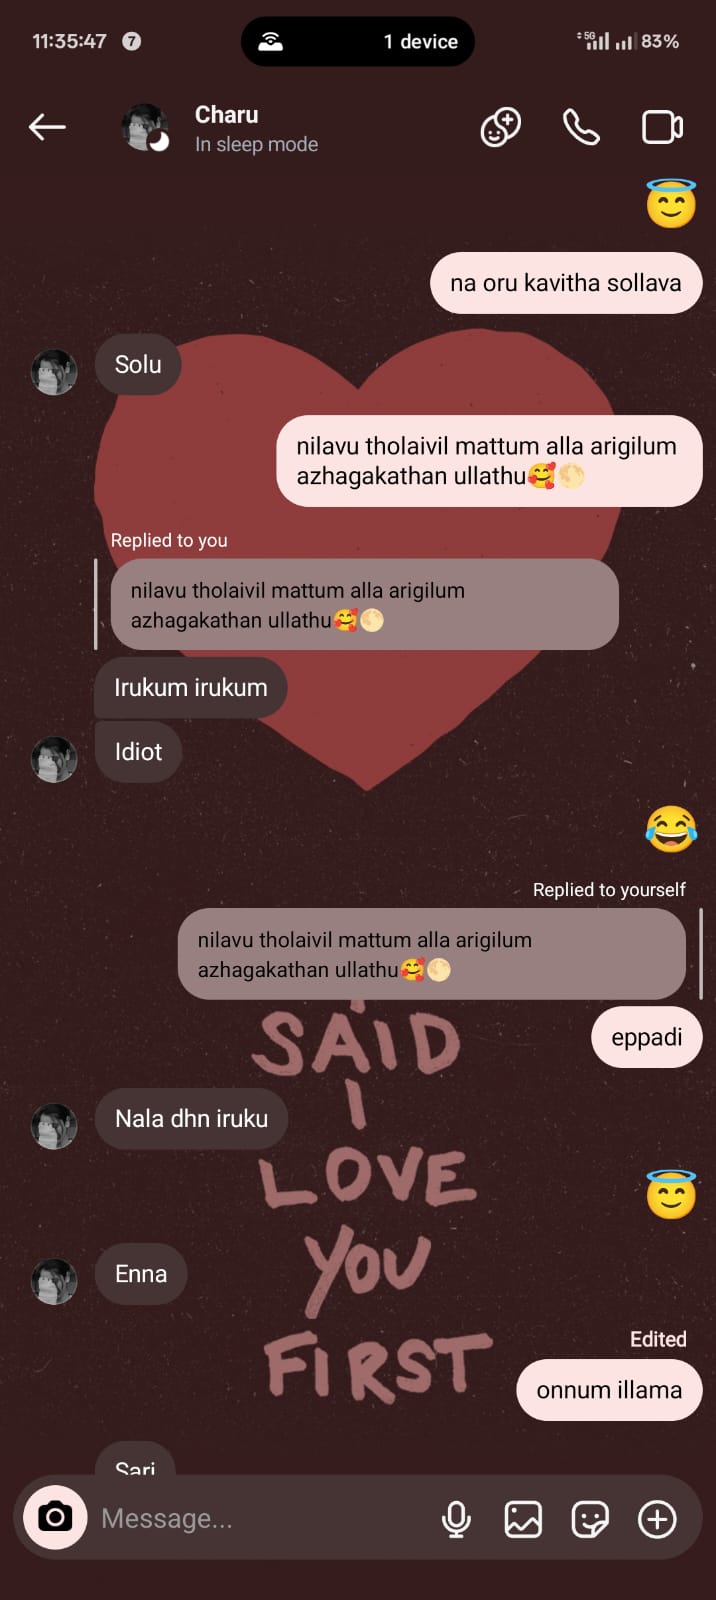 11:35:47 7 1 device 5G 83%
Charu
In sleep mode
😇
na oru kavitha sollava
Solu
nilavu tholaivil mattum alla arigilum
azhagakathan ullathu🥰🌕
Replied to you
nilavu tholaivil mattum alla arigilum
azhagakathan ullathu🥰🌕
Irukum irukum
Idiot
😂
Replied to yourself
nilavu tholaivil mattum alla arigilum
azhagakathan ullathu🥰🌕
eppadi
SAID
I
Nala dhn iruku
LOVE
😇
YOU
Enna
FIRST
Edited
onnum illama
Sari
Message...